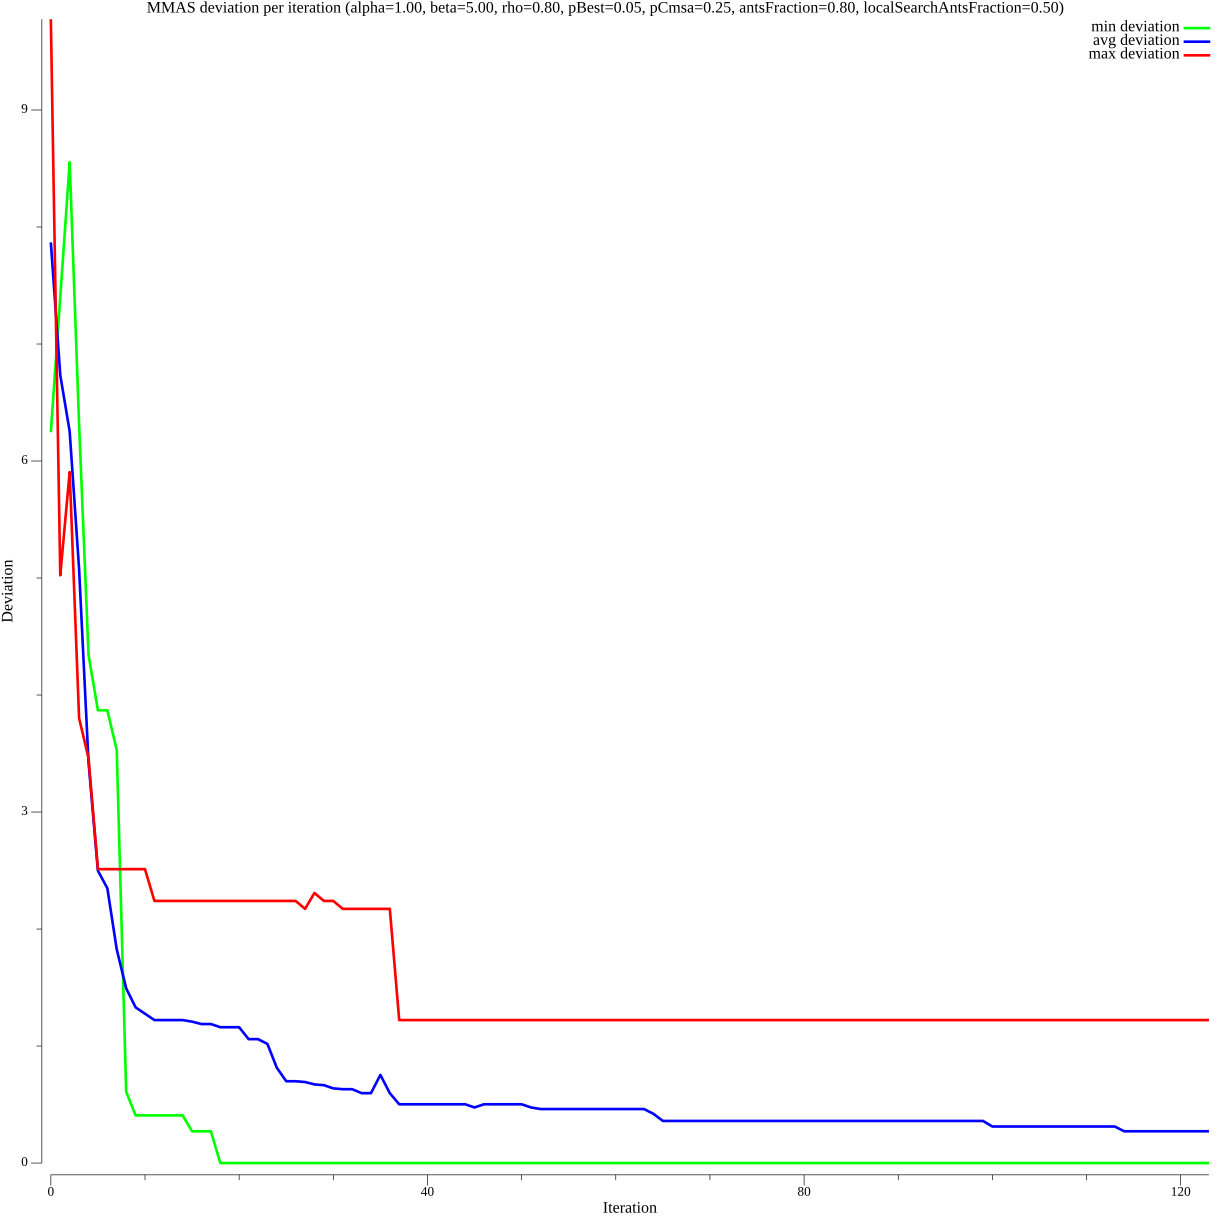 MMAS deviation per iteration (alpha=1.00, beta=5.00, rho=0.80, pBest=0.05, pCmsa=0.25, antsFraction=0.80, localSearchAntsFraction=0.50)
min deviation
avg deviation
max deviation
9
6
3
0
Deviation
0
40
80
120
Iteration